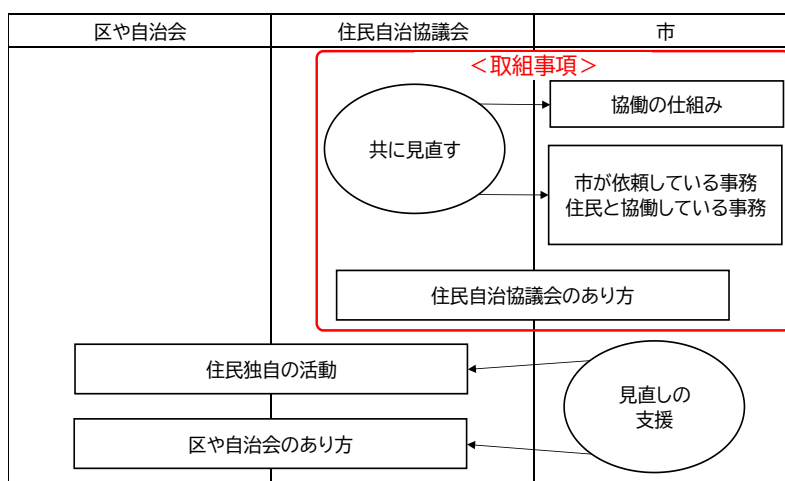 区や自治会
住民自治協議会
市
＜取組事項＞
共に見直す
協働の仕組み
市が依頼している事務
住民と協働している事務
住民自治協議会のあり方
住民独自の活動
見直しの
支援
区や自治会のあり方